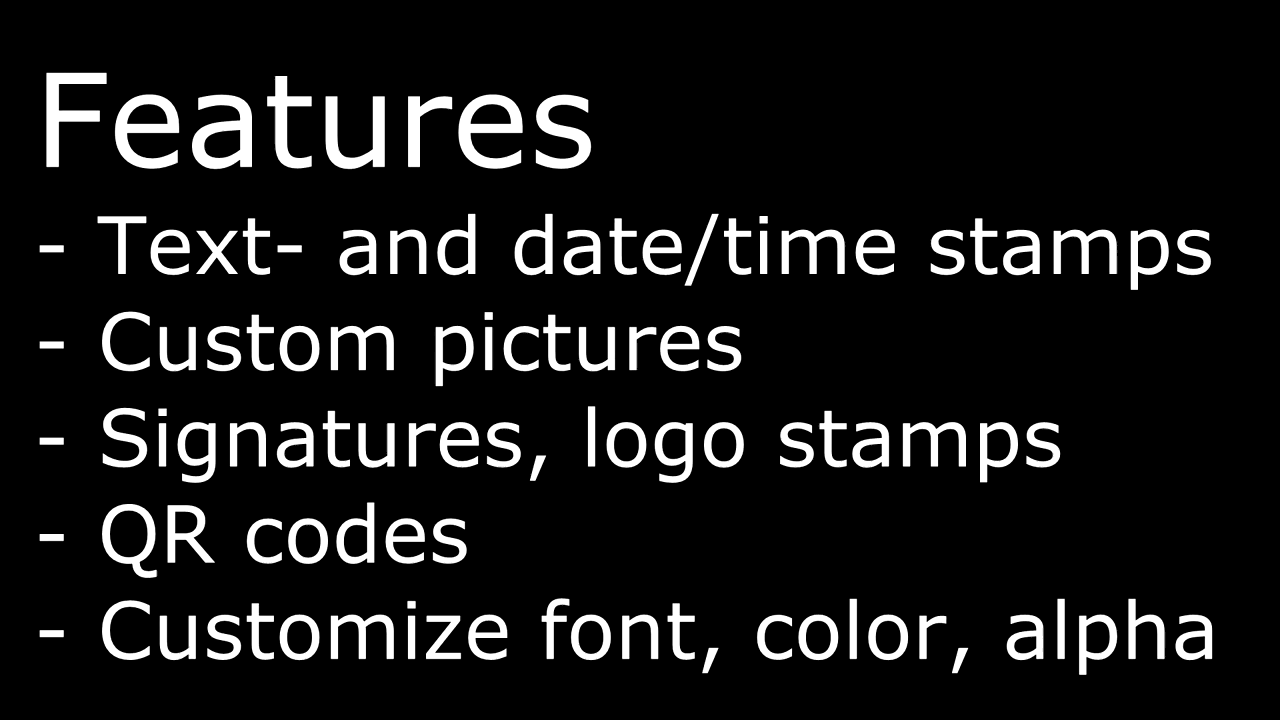 Features
- Text- and date/time stamps
- Custom pictures
- Signatures, logo stamps
- QR codes
- Customize font, color, alpha